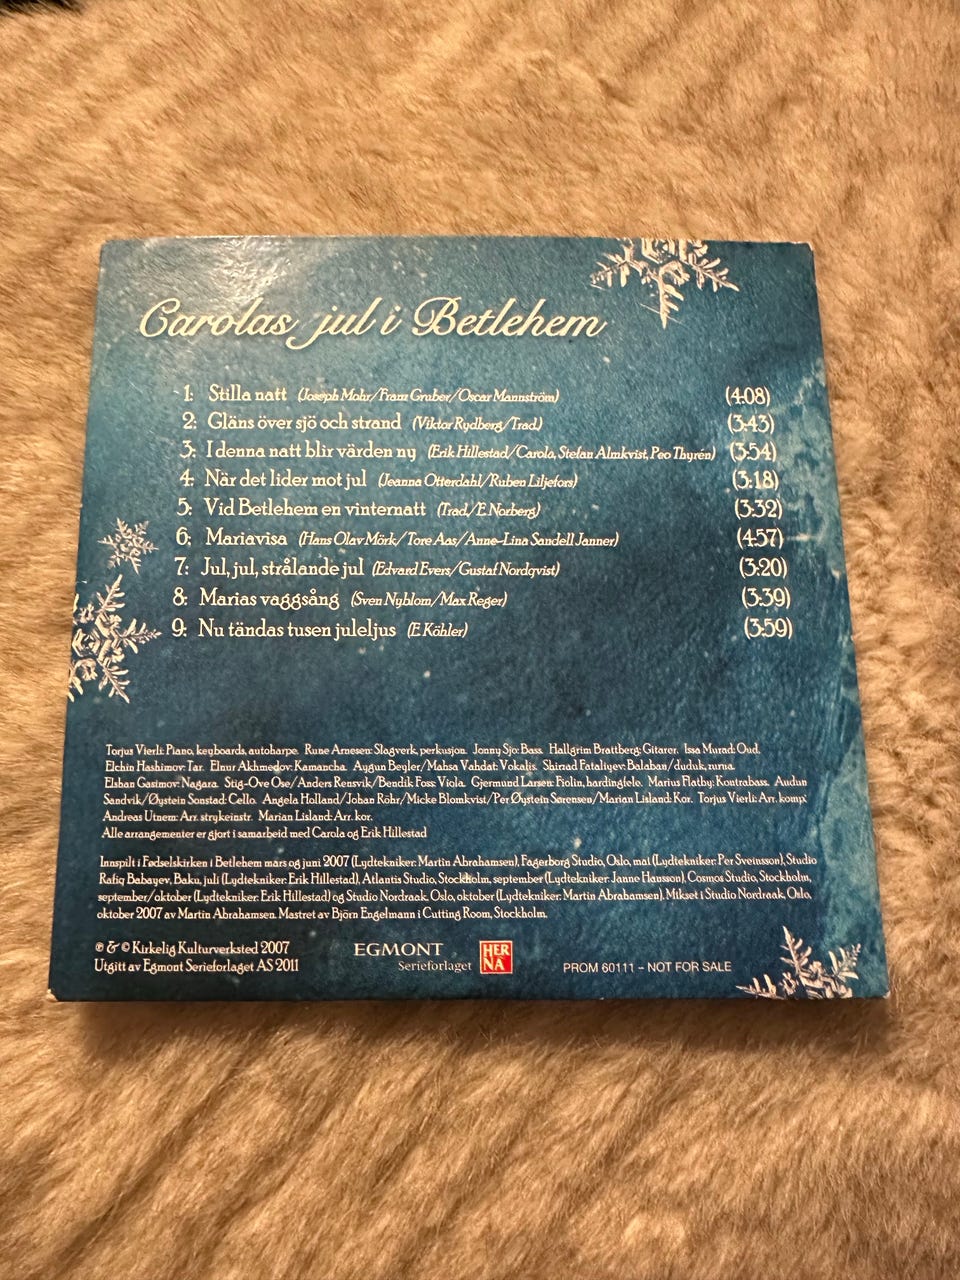 Carolas jul i Betlehem
1: Stilla natt (Joseph Mohr/Franz Gruber/Oscar Mannström) (4:08)
2: Gläns över sjö och strand (Viktor Rydberg/Trad.) (3:43)
3: I denna natt blir världen ny (Erik Hillestad/Carola, Stefan Almkvist, Peo Thyrén) (3:54)
4: När det lider mot jul (Jeanna Otterdahl/Ruben Liljefors) (3:18)
5: Vid Betlehem en vinternatt (Trad/E.Norberg) (3:32)
6: Mariavisa (Hans Olav Mörk/Tore Aas/Anne-Lina Sandell Janner) (4:57)
7: Jul, jul, strålande jul (Edvard Evers/Gustaf Nordqvist) (3:20)
8: Marias vaggsång (Sven Nyblom/Max Reger) (3:39)
9: Nu tändas tusen juleljus (E Köhler) (3:59)
Torjus Vierli: Piano, keyboards, autoharpe. Rune Arnesen: Slagverk, perkusjon. Jonny Sjo: Bass. Hallgrim Brattberg: Gitarer. Issa Murad: Oud.
Elchin Hashimov: Tar. Elnur Akhmedov: Kamancha. Aygun Beyler/Mahsa Vahdat: Vokalis. Shirzad Fataliyev: Balaban/duduk, zurna.
Elshan Gasimov: Nagara. Stig-Ove Ose/Anders Rensvik/Bendik Foss: Viola. Gjermund Larsen: Fiolin, hardingfele. Marius Flatby: Kontrabass. Audun
Sandvik/Øystein Sonstad: Cello. Angela Holland/Johan Röhr/Micke Blomkvist/Per Øystein Sørensen/Marian Lisland: Kor. Torjus Vierli: Arr. komp.
Andreas Utnem: Arr. strykeinstr. Marian Lisland: Arr. kor.
Alle arrangementer er gjort i samarbeid med Carola og Erik Hillestad
Innspilt i Fødselskirken i Betlehem mars og juni 2007 (Lydtekniker: Martin Abrahamsen), Fagerborg Studio, Oslo, mai (Lydtekniker: Per Sveinsson), Studio
Rafiq Babayev, Baku, juli (Lydtekniker: Erik Hillestad), Atlantis Studio, Stockholm, september (Lydtekniker: Janne Hansson), Cosmos Studio, Stockholm,
september/oktober (Lydtekniker: Erik Hillestad) og Studio Nordraak, Oslo, oktober (Lydtekniker: Martin Abrahamsen). Mikset i Studio Nordraak, Oslo,
oktober 2007 av Martin Abrahamsen. Mastret av Björn Engelmann i Cutting Room, Stockholm.
℗ & © Kirkelig Kulturverksted 2007
Utgitt av Egmont Serieforlaget AS 2011
EGMONT
Serieforlaget
HER
NÅ
PROM 60111 – NOT FOR SALE